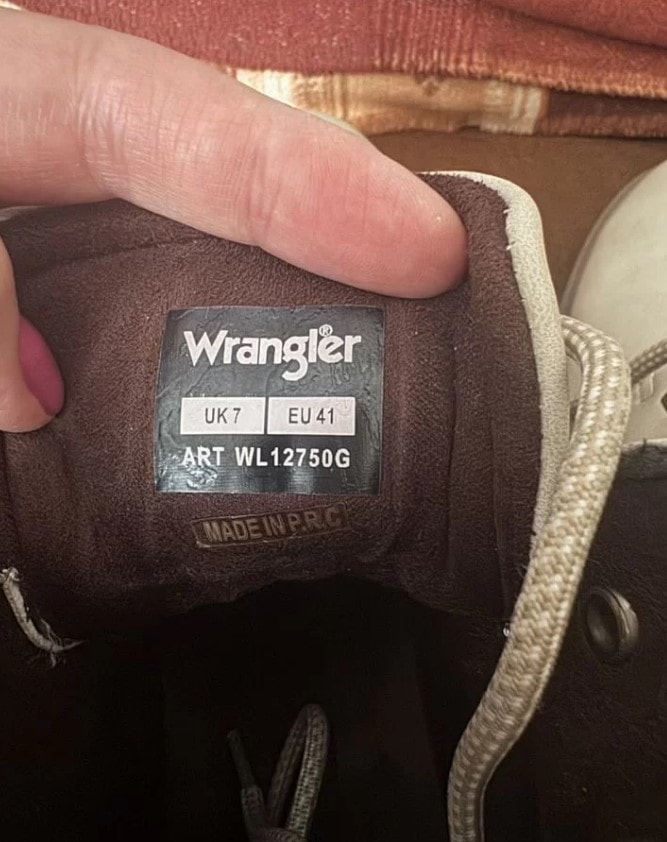 Wrangler®
UK 7 EU 41
ART WL12750G
MADE IN P.R.C